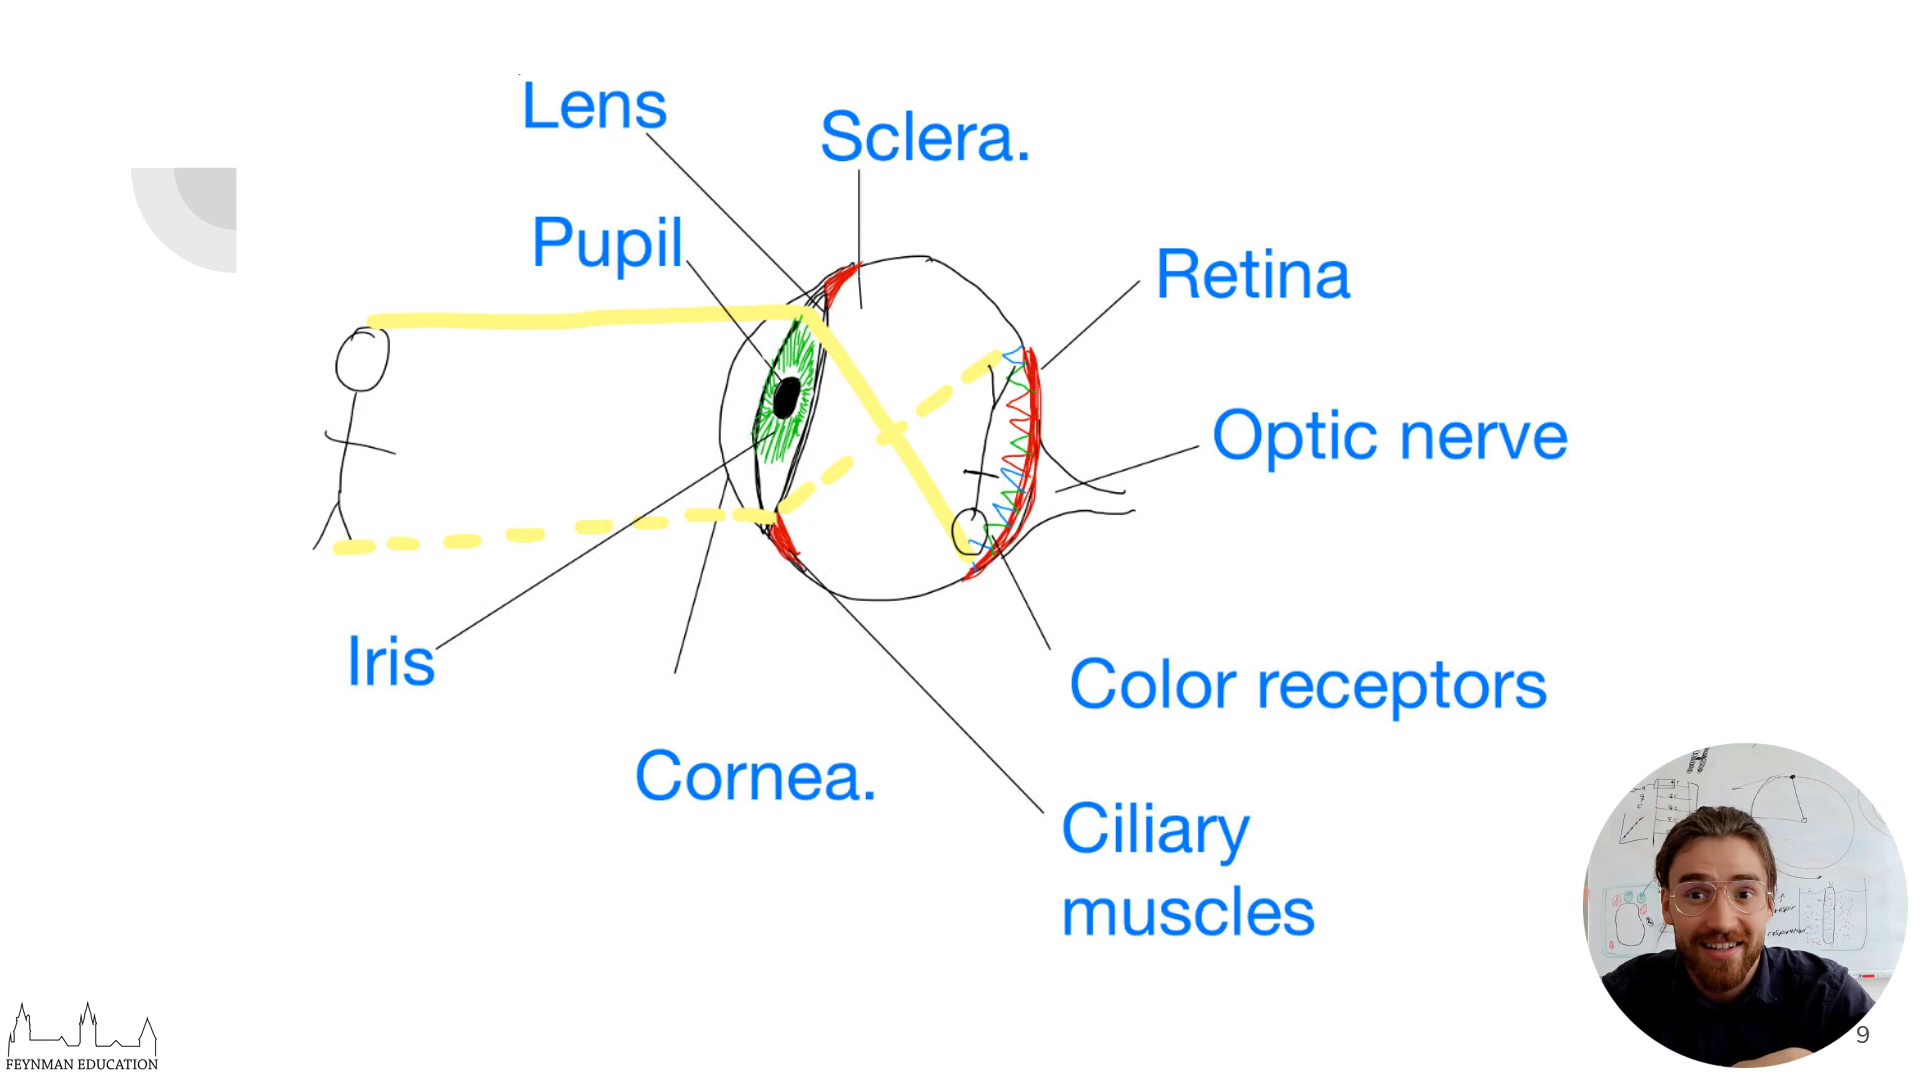 Lens
Sclera.
Pupil
Retina
Optic nerve
Iris
Color receptors
Cornea.
Ciliary
muscles
9
FEYNMAN EDUCATION